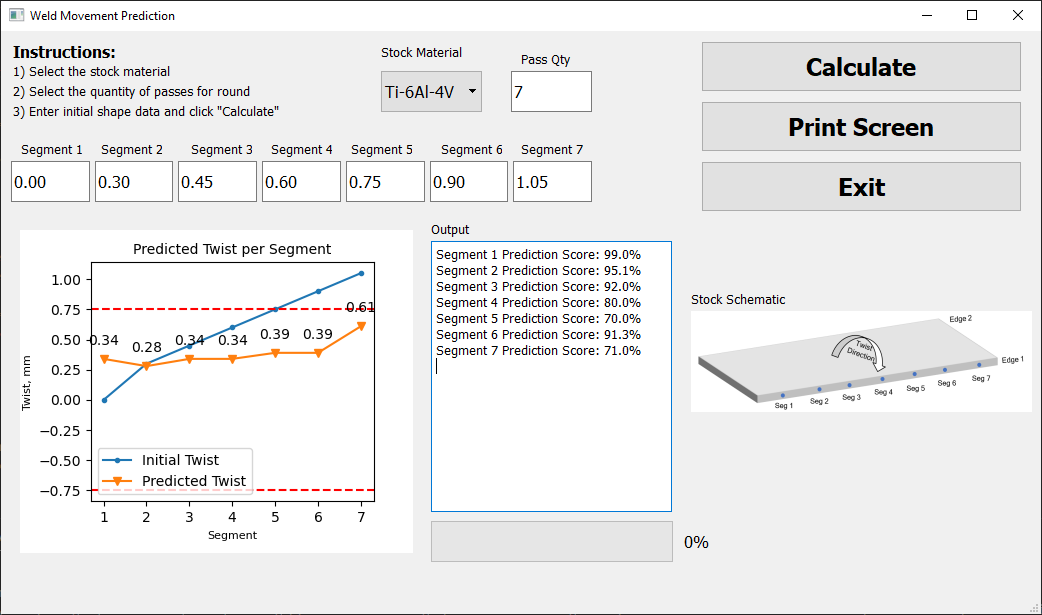 Weld Movement Prediction
Instructions:
1) Select the stock material
2) Select the quantity of passes for round
3) Enter initial shape data and click "Calculate"
Stock Material
Ti-6Al-4V
Pass Qty
7
Calculate
Print Screen
Exit
Segment 1 Segment 2 Segment 3 Segment 4 Segment 5 Segment 6 Segment 7
0.00 0.30 0.45 0.60 0.75 0.90 1.05
Predicted Twist per Segment
Twist, mm
1.00
0.75
0.50
0.25
0.00
−0.25
−0.50
−0.75
0.34 0.28 0.34 0.34 0.39 0.39 0.61
Initial Twist
Predicted Twist
1 2 3 4 5 6 7
Segment
Output
Segment 1 Prediction Score: 99.0%
Segment 2 Prediction Score: 95.1%
Segment 3 Prediction Score: 92.0%
Segment 4 Prediction Score: 80.0%
Segment 5 Prediction Score: 70.0%
Segment 6 Prediction Score: 91.3%
Segment 7 Prediction Score: 71.0%
0%
Stock Schematic
Edge 2
Twist
Direction
Edge 1
Seg 1 Seg 2 Seg 3 Seg 4 Seg 5 Seg 6 Seg 7